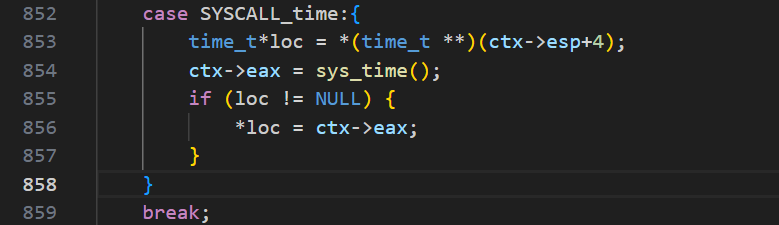 852 case SYSCALL_time:{
853 time_t*loc = *(time_t **)(ctx->esp+4);
854 ctx->eax = sys_time();
855 if (loc != NULL) {
856 *loc = ctx->eax;
857 }
858 }
859 break;